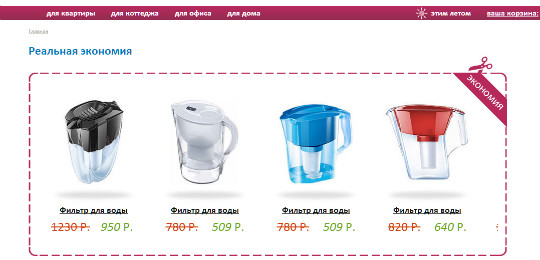 для квартиры для коттеджа для офиса для дома этим летом ваша корзина:
Главная
Реальная экономия
ЭКОНОМИЯ
Фильтр для воды Фильтр для воды Фильтр для воды Фильтр для воды
1230 Р. 950 Р. 780 Р. 509 Р. 780 Р. 509 Р. 820 Р. 640 Р.